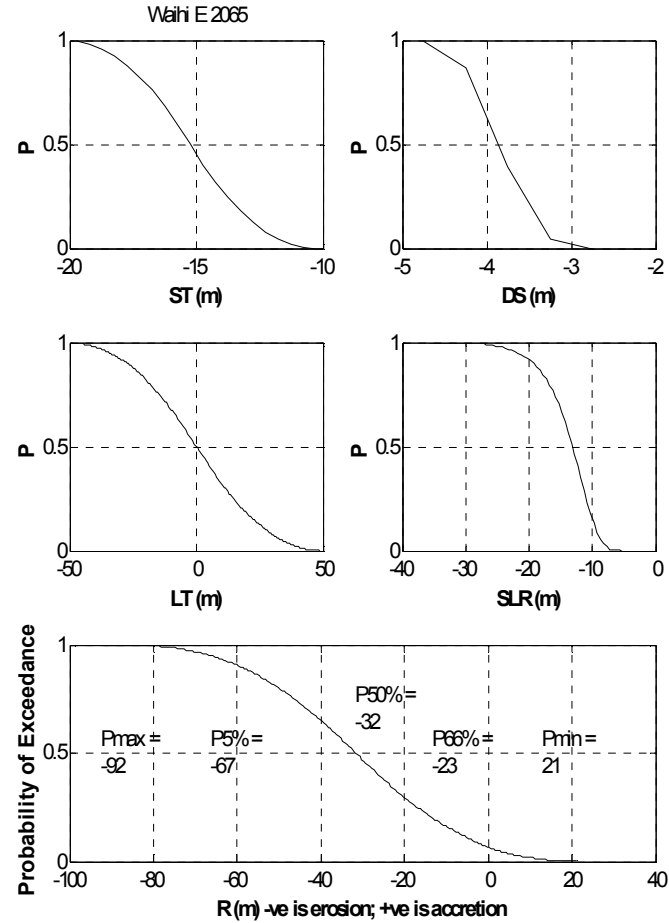 Waihi E 2065
1
0.5
0
P
-20
-15
-10
ST (m)
1
0.5
0
P
-5
-4
-3
-2
DS (m)
1
0.5
0
P
-50
0
50
LT (m)
1
0.5
0
P
-40
-30
-20
-10
0
SLR (m)
Probability of Exceedance
1
0.5
0
Pmax =
-92
P5% =
-67
P50% =
-32
P66% =
-23
Pmin =
21
-100
-80
-60
-40
-20
0
20
40
R (m) -ve is erosion; +ve is accretion